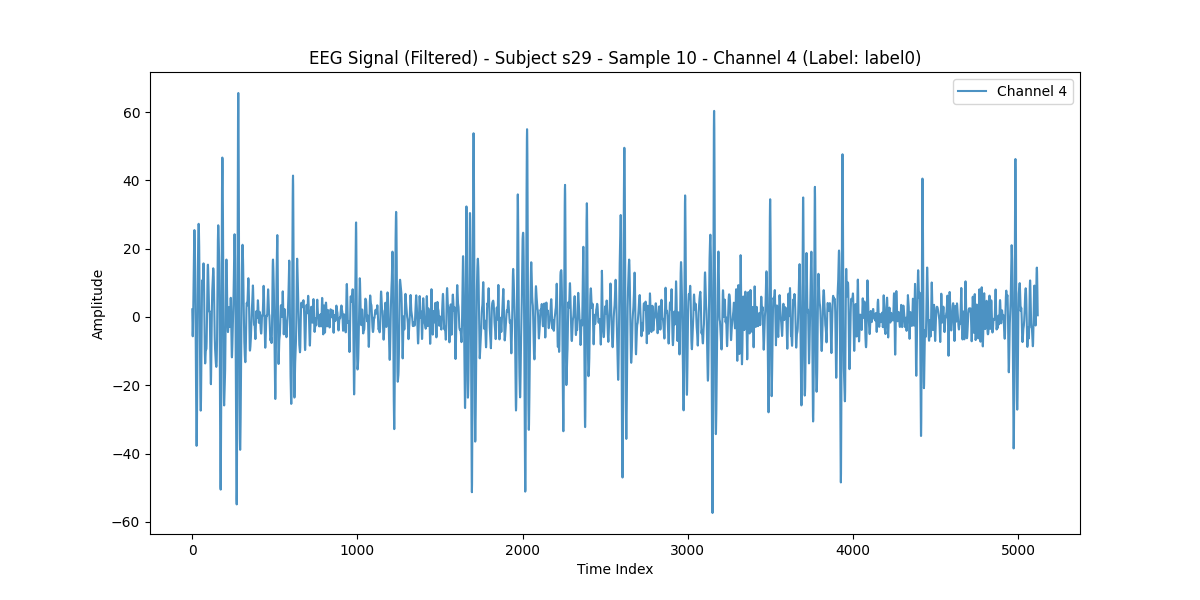 EEG Signal (Filtered) - Subject s29 - Sample 10 - Channel 4 (Label: label0)
Channel 4
Amplitude
60
40
20
0
−20
−40
−60
0 1000 2000 3000 4000 5000
Time Index